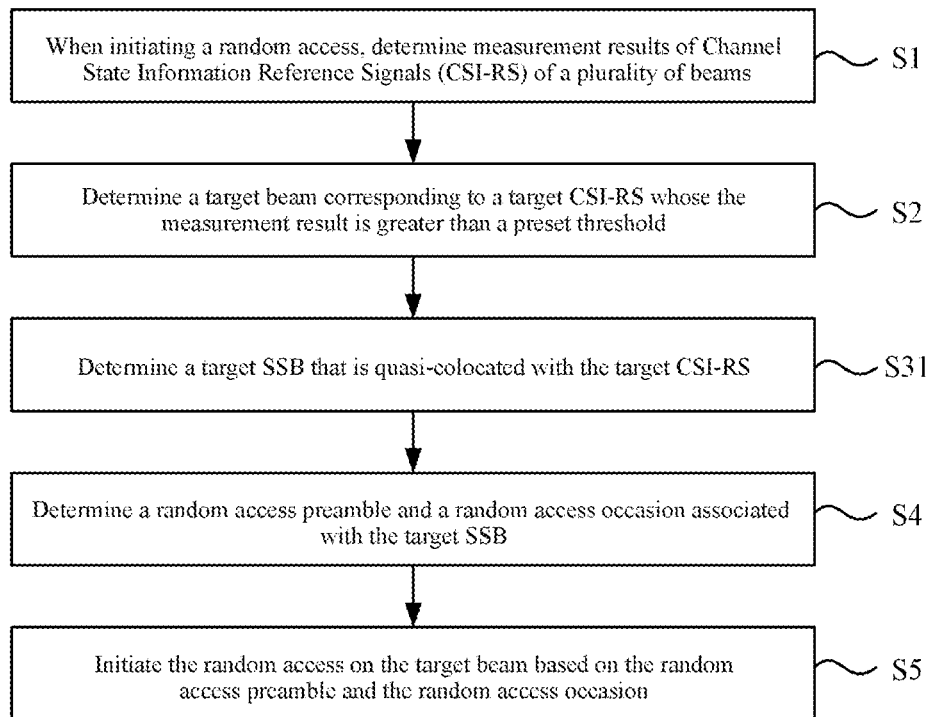 When initiating a random access, determine measurement results of Channel
State Information Reference Signals (CSI-RS) of a plurality of beams
S1
Determine a target beam corresponding to a target CSI-RS whose the
measurement result is greater than a preset threshold
S2
Determine a target SSB that is quasi-colocated with the target CSI-RS
S31
Determine a random access preamble and a random access occasion associated
with the target SSB
S4
Initiate the random access on the target beam based on the random
access preamble and the random access occasion
S5